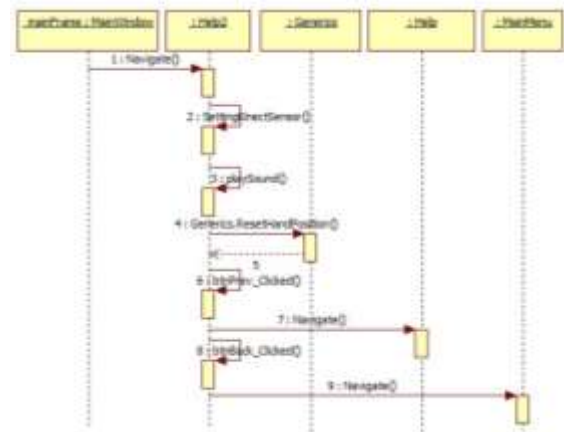 mainFrame : MainWindow
: Help2
: Generics
: Help
: MainMenu
1 : Navigate()
2 : SettingKinectSensor()
3 : playSound()
4 : Generics.ResetHandPosition()
5
6 : btnPrev_Clicked()
7 : Navigate()
8 : btnBack_Clicked()
9 : Navigate()